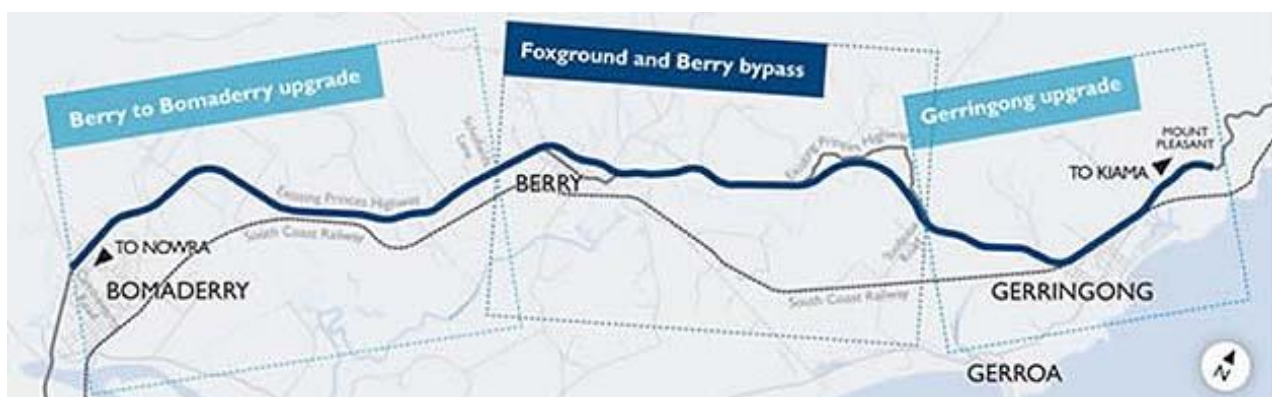 Berry to Bomaderry upgrade
Foxground and Berry bypass
Gerringong upgrade
Existing Princes Highway
South Coast Railway
TO NOWRA
BOMADERRY
BERRY
Existing Princes Highway
South Coast Railway
MOUNT
PLEASANT
TO KIAMA
GERRINGONG
GERROA
N